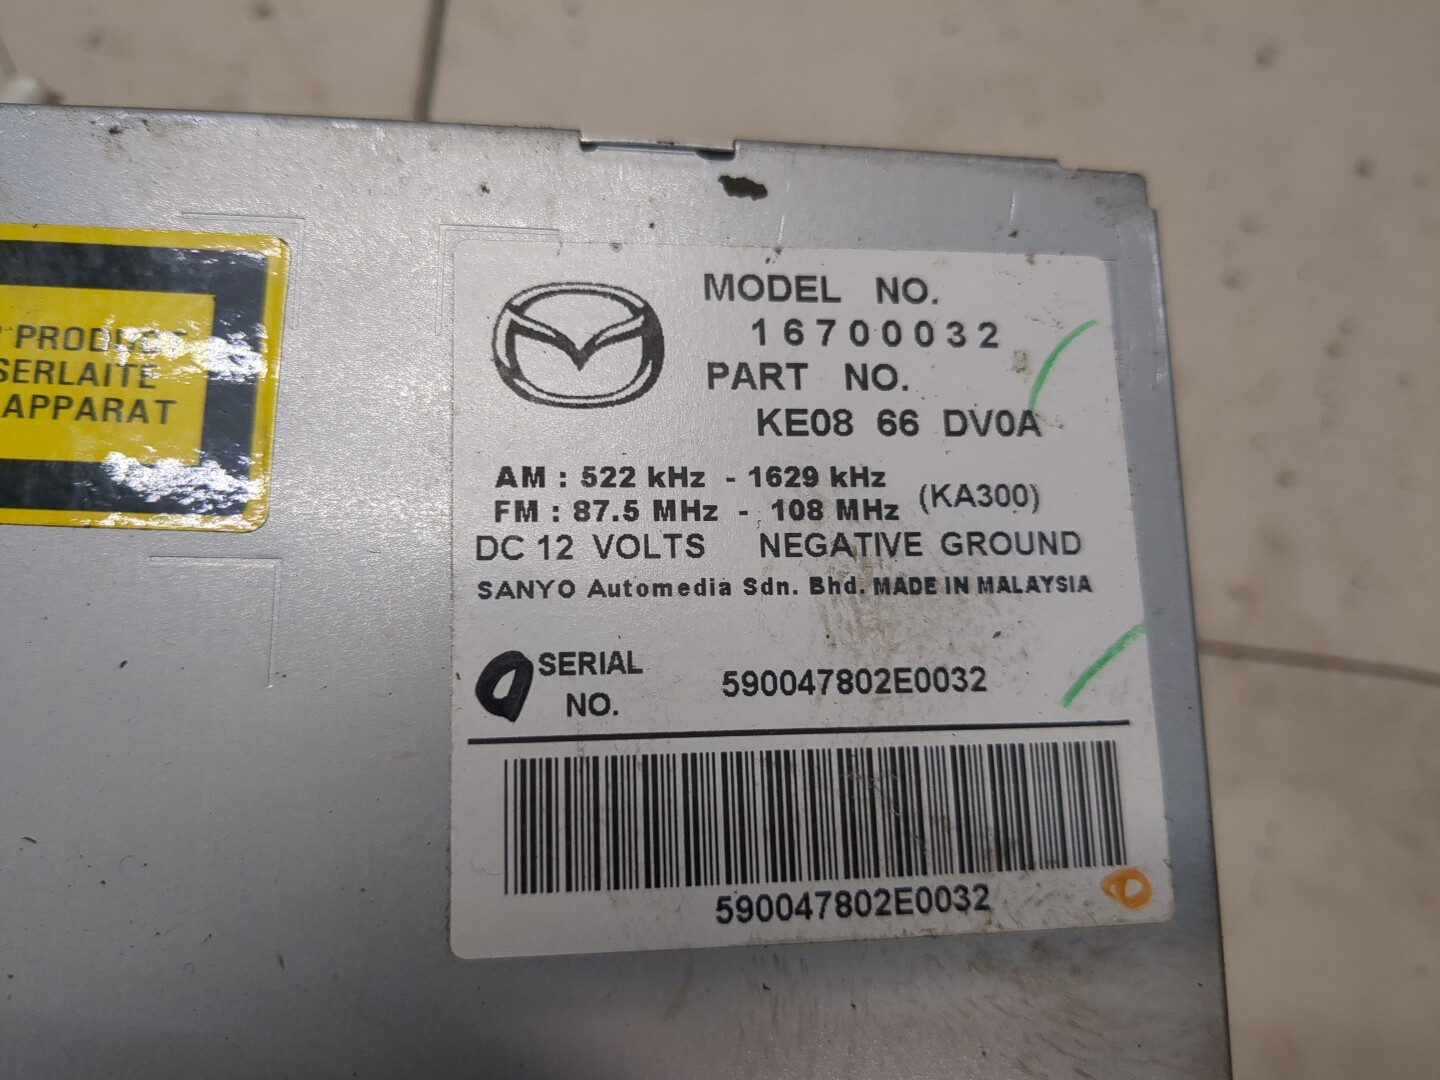 PRODUCT
SERLAITE
APPARAT
MODEL NO.
16700032
PART NO.
KE08 66 DV0A
AM : 522 kHz - 1629 kHz
FM : 87.5 MHz - 108 MHz (KA300)
DC 12 VOLTS NEGATIVE GROUND
SANYO Automedia Sdn. Bhd. MADE IN MALAYSIA
SERIAL
NO. 590047802E0032
590047802E0032